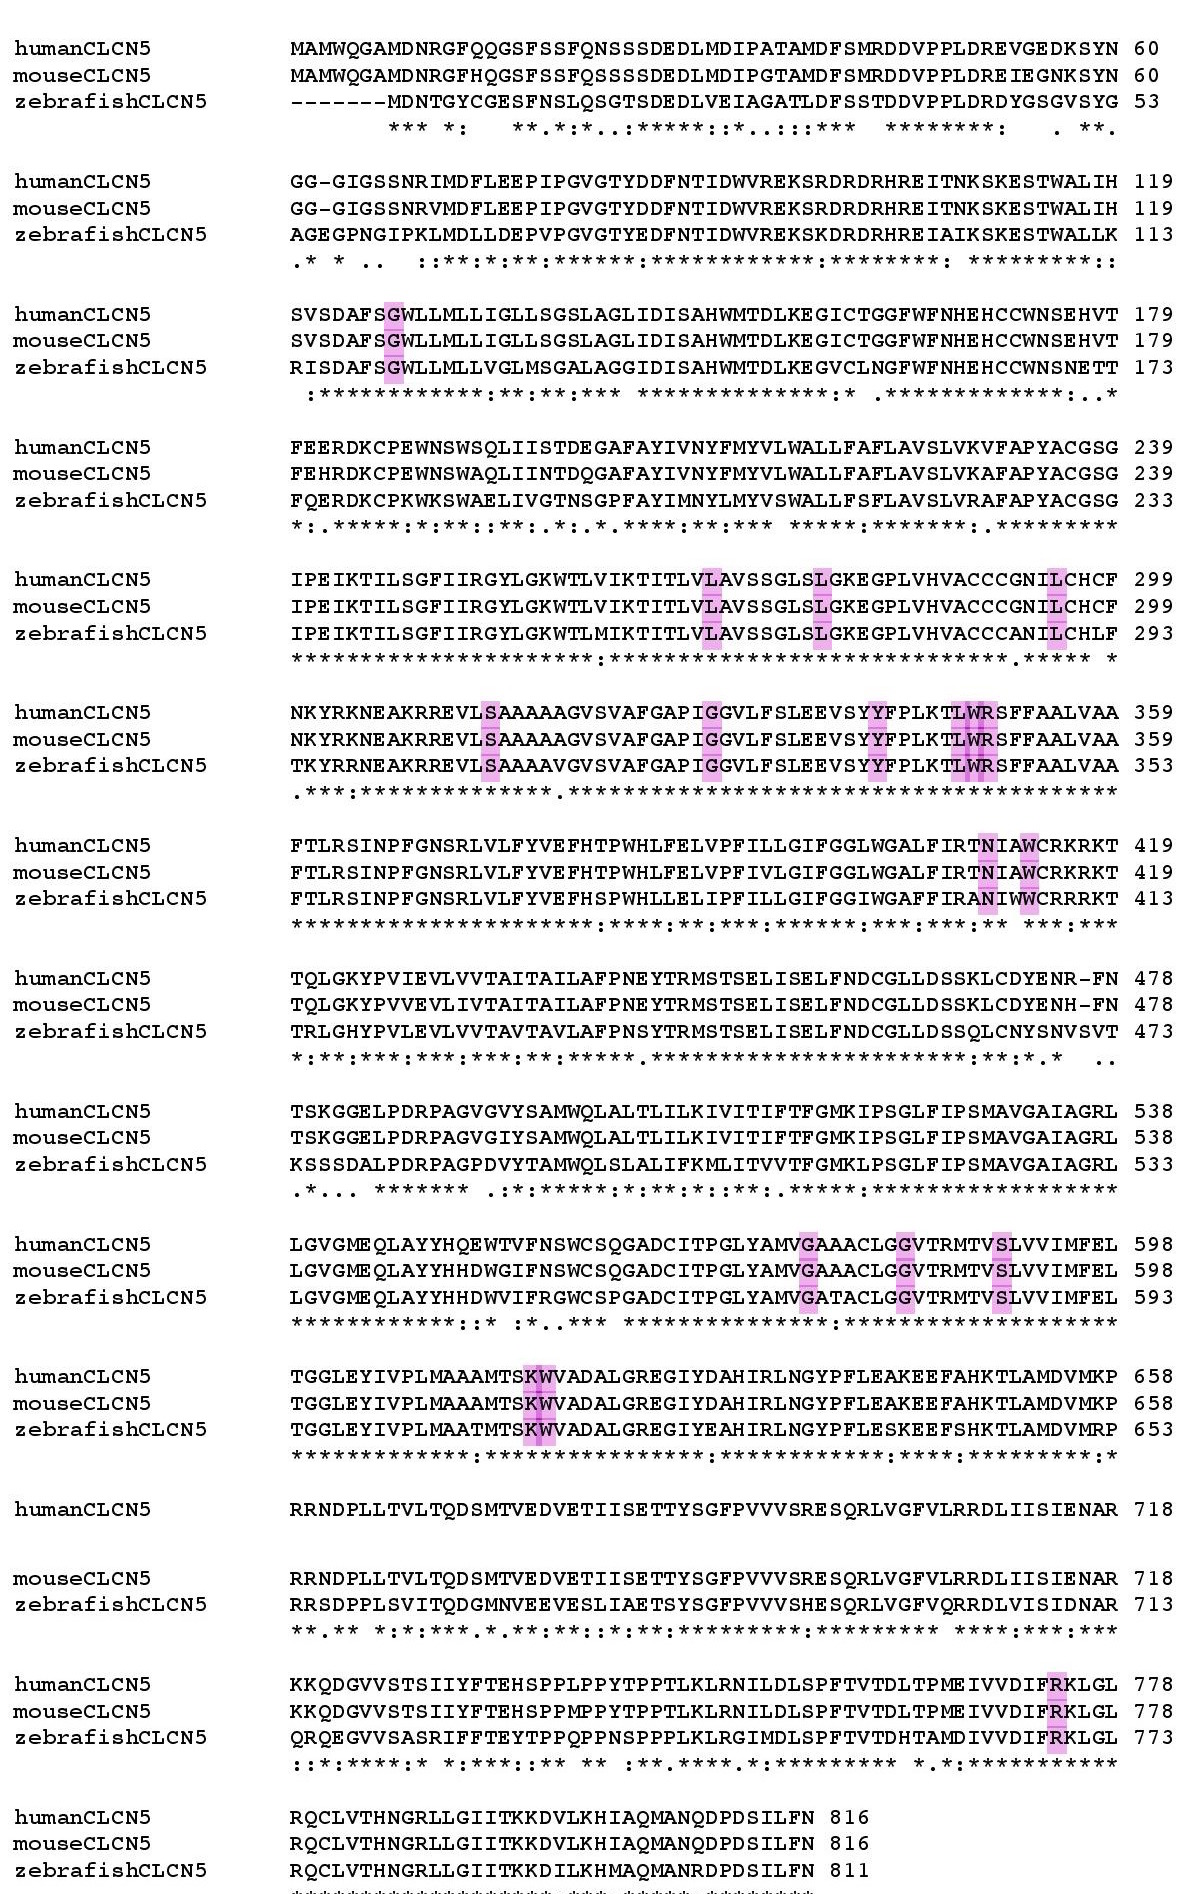 humanCLCN5 MAMWQGAMDNRGFQQGSFSSFQNSSSDEDLMDIPATAMDFSMRDDVPPLDREVGEDKSYN 60
mouseCLCN5 MAMWQGAMDNRGFHQGSFSSFQSSSSDEDLMDIPGTAMDFSMRDDVPPLDREIEGNKSYN 60
zebrafishCLCN5 -------MDNTGYCGESFNSLQSGTSDEDLVEIAGATLDFSSTDDVPPLDRDYGSGVSYG 53
*** *: **.*:*..:*****::*..:::*** ********: . **.
humanCLCN5 GG-GIGSSNRIMDFLEEPIPGVGTYDDFNTIDWVREKSRDRDRHREITNKSKESTWALIH 119
mouseCLCN5 GG-GIGSSNRVMDFLEEPIPGVGTYDDFNTIDWVREKSRDRDRHREITNKSKESTWALIH 119
zebrafishCLCN5 AGEGPNGIPKLMDLLDEPVPGVGTYEDFNTIDWVREKSKDRDRHREIAIKSKESTWALLK 113
.* * .. ::**:*:**:******:************:********: *********::
humanCLCN5 SVSDAFSGWLLMLLIGLLSGSLAGLIDISAHWMTDLKEGICTGGFWFNHEHCCWNSEHVT 179
mouseCLCN5 SVSDAFSGWLLMLLIGLLSGSLAGLIDISAHWMTDLKEGICTGGFWFNHEHCCWNSEHVT 179
zebrafishCLCN5 RISDAFSGWLLMLLVGLMSGALAGGIDISAHWMTDLKEGVCLNGFWFNHEHCCWNSNETT 173
:************:**:**:*** **************:* .*************:..*
humanCLCN5 FEERDKCPEWNSWSQLIISTDEGAFAYIVNYFMYVLWALLFAFLAVSLVKVFAPYACGSG 239
mouseCLCN5 FEHRDKCPEWNSWAQLIINTDQGAFAYIVNYFMYVLWALLFAFLAVSLVKAFAPYACGSG 239
zebrafishCLCN5 FQERDKCPKWKSWAELIVGTNSGPFAYIMNYLMYVSWALLFSFLAVSLVRAFAPYACGSG 233
*:.*****:*:**::**:.*:.*.****:**:*** *****:*******:.*********
humanCLCN5 IPEIKTILSGFIIRGYLGKWTLVIKTITLVLAVSSGLSLGKEGPLVHVACCCGNILCHCF 299
mouseCLCN5 IPEIKTILSGFIIRGYLGKWTLVIKTITLVLAVSSGLSLGKEGPLVHVACCCGNILCHCF 299
zebrafishCLCN5 IPEIKTILSGFIIRGYLGKWTLMIKTITLVLAVSSGLSLGKEGPLVHVACCCANILCHLF 293
**********************:*****************************.***** *
humanCLCN5 NKYRKNEAKRREVLSAAAAAGVSVAFGAPIGGVLFSLEEVSYYFPLKTLWRSFFAALVAA 359
mouseCLCN5 NKYRKNEAKRREVLSAAAAAGVSVAFGAPIGGVLFSLEEVSYYFPLKTLWRSFFAALVAA 359
zebrafishCLCN5 TKYRRNEAKRREVLSAAAAVGVSVAFGAPIGGVLFSLEEVSYYFPLKTLWRSFFAALVAA 353
.***:**************.****************************************
humanCLCN5 FTLRSINPFGNSRLVLFYVEFHTPWHLFELVPFILLGIFGGLWGALFIRTNIAWCRKRKT 419
mouseCLCN5 FTLRSINPFGNSRLVLFYVEFHTPWHLFELVPFIVLGIFGGLWGALFIRTNIAWCRKRKT 419
zebrafishCLCN5 FTLRSINPFGNSRLVLFYVEFHSPWHLLELIPFILLGIFGGIWGAFFIRANIWWCRRRKT 413
**********************:****:**:***:******:***:***:** ***:***
humanCLCN5 TQLGKYPVIEVLVVTAITAILAFPNEYTRMSTSELISELFNDCGLLDSSKLCDYENR-FN 478
mouseCLCN5 TQLGKYPVVEVLIVTAITAILAFPNEYTRMSTSELISELFNDCGLLDSSKLCDYENH-FN 478
zebrafishCLCN5 TRLGHYPVLEVLVVTAVTAVLAFPNSYTRMSTSELISELFNDCGLLDSSQLCNYSNVSVT 473
*:**:***:***:***:**:*****.***********************:**:*.* ..
humanCLCN5 TSKGGELPDRPAGVGVYSAMWQLALTLILKIVITIFTFGMKIPSGLFIPSMAVGAIAGRL 538
mouseCLCN5 TSKGGELPDRPAGVGIYSAMWQLALTLILKIVITIFTFGMKIPSGLFIPSMAVGAIAGRL 538
zebrafishCLCN5 KSSSDALPDRPAGPDVYTAMWQLSLALIFKMLITVVTFGMKLPSGLFIPSMAVGAIAGRL 533
.*... ******* .:*:*****:*:**:*::**:.*****:******************
humanCLCN5 LGVGMEQLAYYHQEWTVFNSWCSQGADCITPGLYAMVGAAACLGGVTRMTVSLVVIMFEL 598
mouseCLCN5 LGVGMEQLAYYHHDWGIFNSWCSQGADCITPGLYAMVGAAACLGGVTRMTVSLVVIMFEL 598
zebrafishCLCN5 LGVGMEQLAYYHHDWVIFRGWCSPGADCITPGLYAMVGATACLGGVTRMTVSLVVIMFEL 593
************::* :*..*** ***************:********************
humanCLCN5 TGGLEYIVPLMAAAMTSKWVADALGREGIYDAHIRLNGYPFLEAKEEFAHKTLAMDVMKP 658
mouseCLCN5 TGGLEYIVPLMAAAMTSKWVADALGREGIYDAHIRLNGYPFLEAKEEFAHKTLAMDVMKP 658
zebrafishCLCN5 TGGLEYIVPLMAATMTSKWVADALGREGIYEAHIRLNGYPFLESKEEFSHKTLAMDVMRP 653
*************:****************:************:****:*********:*
humanCLCN5 RRNDPLLTVLTQDSMTVEDVETIISETTYSGFPVVVSRESQRLVGFVLRRDLIISIENAR 718
mouseCLCN5 RRNDPLLTVLTQDSMTVEDVETIISETTYSGFPVVVSRESQRLVGFVLRRDLIISIENAR 718
zebrafishCLCN5 RRSDPPLSVITQDGMNVEEVESLIAETSYSGFPVVVSHESQRLVGFVQRRDLVISIDNAR 713
**.** *:*:***.*.**:**::*:**:*********:********* ****:***:***
humanCLCN5 KKQDGVVSTSIIYFTEHSPPLPPYTPPTLKLRNILDLSPFTVTDLTPMEIVVDIFRKLGL 778
mouseCLCN5 KKQDGVVSTSIIYFTEHSPPMPPYTPPTLKLRNILDLSPFTVTDLTPMEIVVDIFRKLGL 778
zebrafishCLCN5 QRQEGVVSASRIFFTEYTPPQPPNSPPPLKLRGIMDLSPFTVTDHTAMDIVVDIFRKLGL 773
::*:****:* *:***::** ** :**.****.*:********* *.*:***********
humanCLCN5 RQCLVTHNGRLLGIITKKDVLKHIAQMANQDPDSILFN 816
mouseCLCN5 RQCLVTHNGRLLGIITKKDVLKHIAQMANQDPDSILFN 816
zebrafishCLCN5 RQCLVTHNGRLLGIITKKDILKHMAQMANRDPDSILFN 811